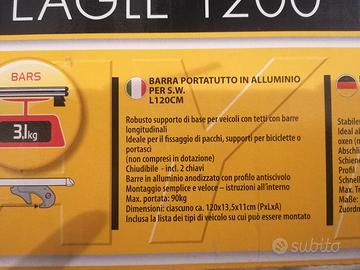 EAGLE 1200
BARS
3.1kg
BARRA PORTATUTTO IN ALLUMINIO
PER S.W.
L120CM
Robusto supporto di base per veicoli con tetti con barre
longitudinali
Ideale per il fissaggio di pacchi, supporti per biciclette o
portasci
(non compresi in dotazione)
Chiudibile - incl. 2 chiavi
Barre in alluminio anodizzato con profilo antiscivolo
Montaggio semplice e veloce – istruzioni all'interno
Max. portata: 90kg
Dimensioni: ciascuno ca. 120x13,5x11cm (PxLxA)
Inclusa la lista dei tipi di veicolo su cui può essere montato
Stabile
Ideal
oxen (n
Abschli
Schien
Profil
Schnell
Max. T
Maße:
Zuord
subito